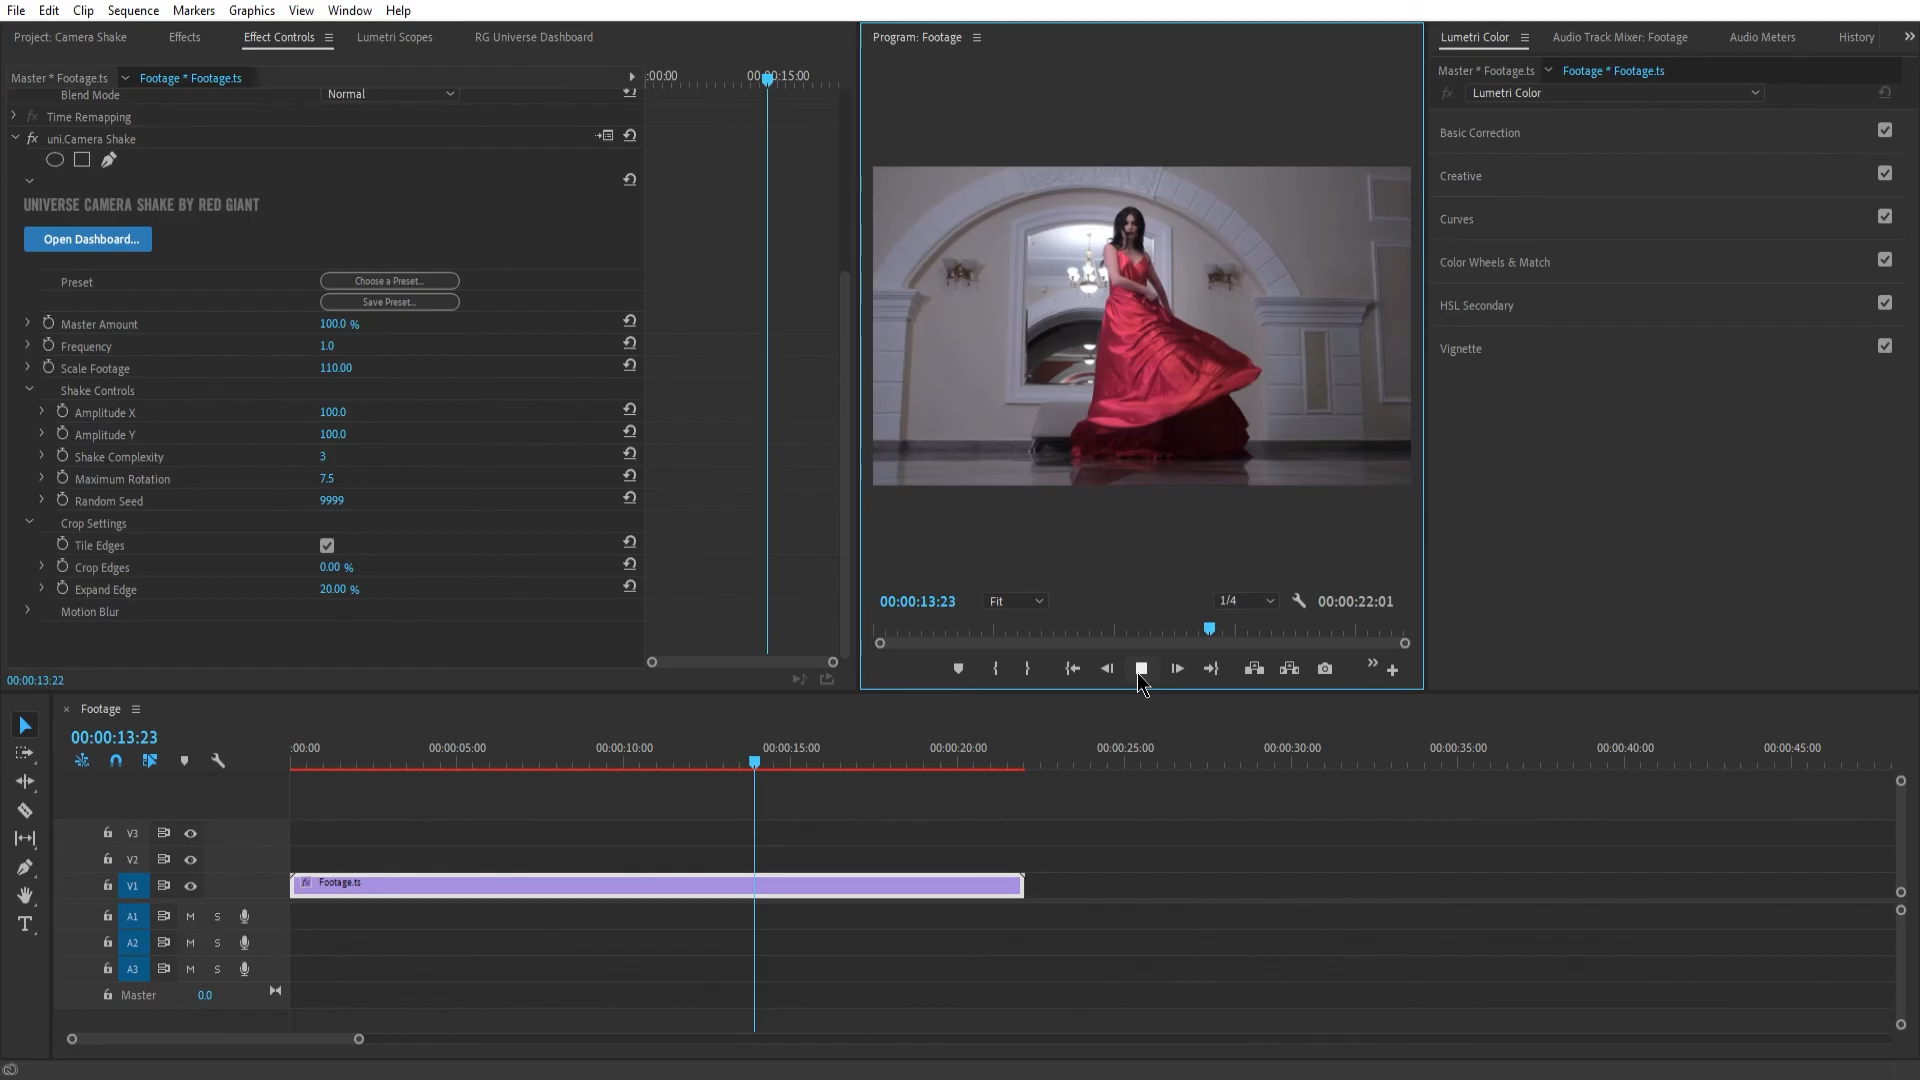 File Edit Clip Sequence Markers Graphics View Window Help
Project: Camera Shake Effects Effect Controls Lumetri Scopes RG Universe Dashboard
Master * Footage.ts Footage * Footage.ts
:00:00 00:00:15:00
Blend Mode Normal
fx Time Remapping
fx uni.Camera Shake
UNIVERSE CAMERA SHAKE BY RED GIANT
Open Dashboard...
Preset Choose a Preset...
Save Preset...
Master Amount 100.0 %
Frequency 1.0
Scale Footage 110.00
Shake Controls
Amplitude X 100.0
Amplitude Y 100.0
Shake Complexity 3
Maximum Rotation 7.5
Random Seed 9999
Crop Settings
Tile Edges
Crop Edges 0.00 %
Expand Edge 20.00 %
Motion Blur
00:00:13:22
Program: Footage
00:00:13:23 Fit 1/4 00:00:22:01
Lumetri Color Audio Track Mixer: Footage Audio Meters History
Master * Footage.ts Footage * Footage.ts
fx Lumetri Color
Basic Correction
Creative
Curves
Color Wheels & Match
HSL Secondary
Vignette
Footage
00:00:13:23
:00:00 00:00:05:00 00:00:10:00 00:00:15:00 00:00:20:00 00:00:25:00 00:00:30:00 00:00:35:00 00:00:40:00 00:00:45:00
V3
V2
V1 fx Footage.ts
A1 M S
A2 M S
A3 M S
Master 0.0